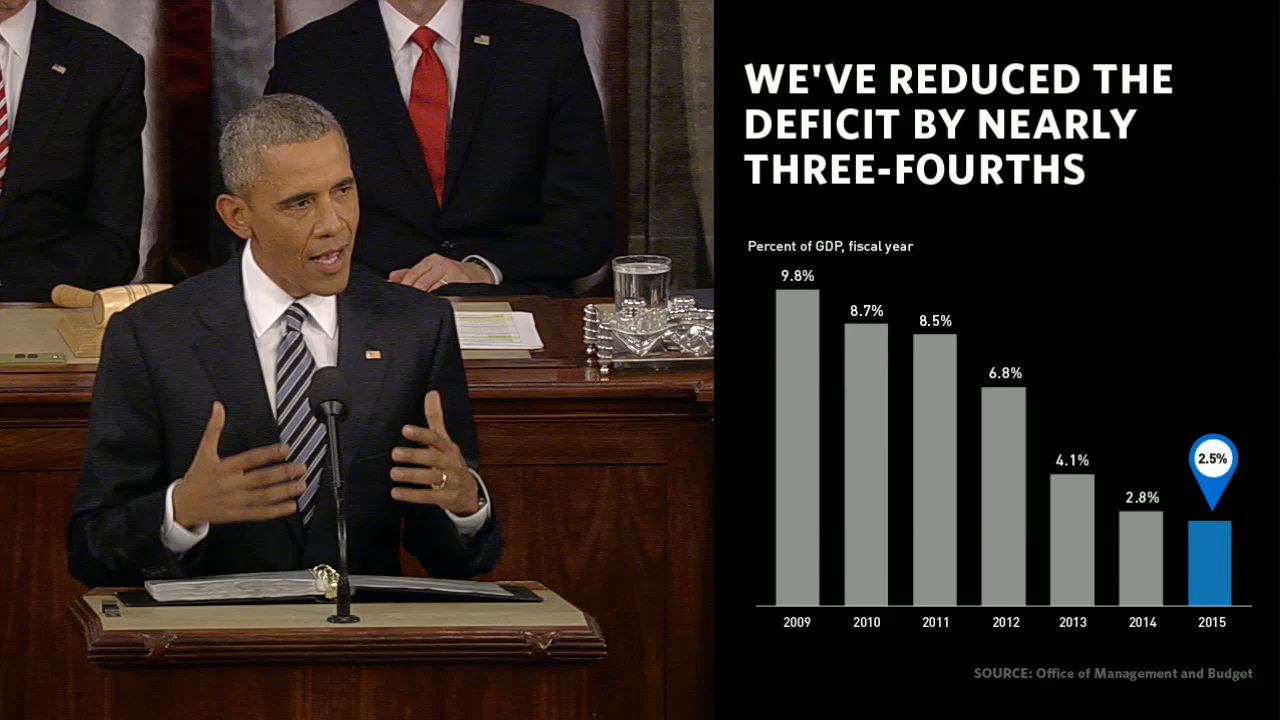 WE'VE REDUCED THE
DEFICIT BY NEARLY
THREE-FOURTHS
Percent of GDP, fiscal year
9.8%
8.7%
8.5%
6.8%
4.1%
2.8%
2.5%
2009 2010 2011 2012 2013 2014 2015
SOURCE: Office of Management and Budget